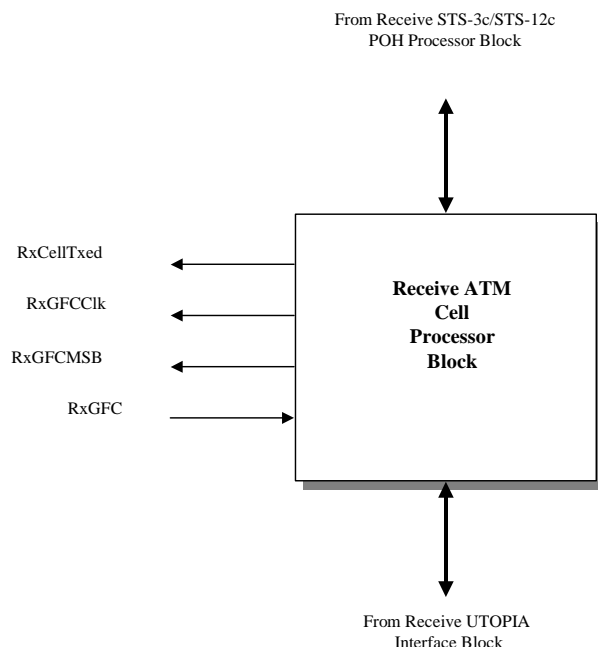 From Receive STS-3c/STS-12c
POH Processor Block
RxCellTxed
RxGFCClk
RxGFCMSB
RxGFC
Receive ATM
Cell
Processor
Block
From Receive UTOPIA
Interface Block